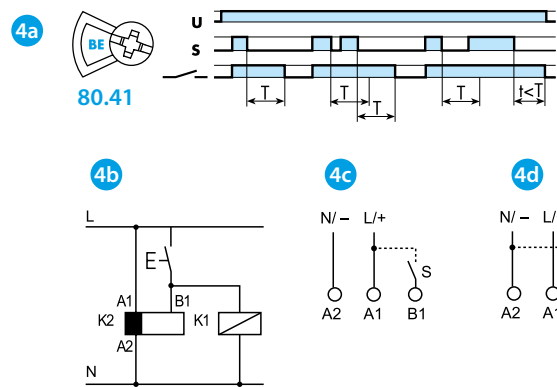 4a
U
S
BE
80.41
T
T
T
T
t<T
4b
4c
4d
L
E
A1
B1
K2
K1
A2
N
N/ –
L/+
S
A2
A1
B1
N/ –
L/
A2
A1